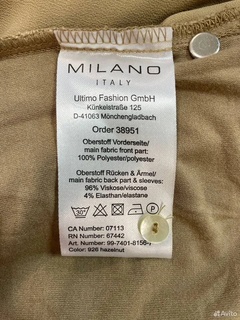 MILANO
ITALY
Ultimo Fashion GmbH
Künkelstraße 125
D-41063 Mönchengladbach
Order 38951
Oberstoff Vorderseite/
main fabric front part:
100% Polyester/polyester
Oberstoff Rücken & Ärmel/
main fabric back part & sleeves:
96% Viskose/viscose
4% Elasthan/elastane
CA Number: 07113
RN Number: 67442
Art. Number: 99-7401-8156-
Color: 926 hazelnut
Avito